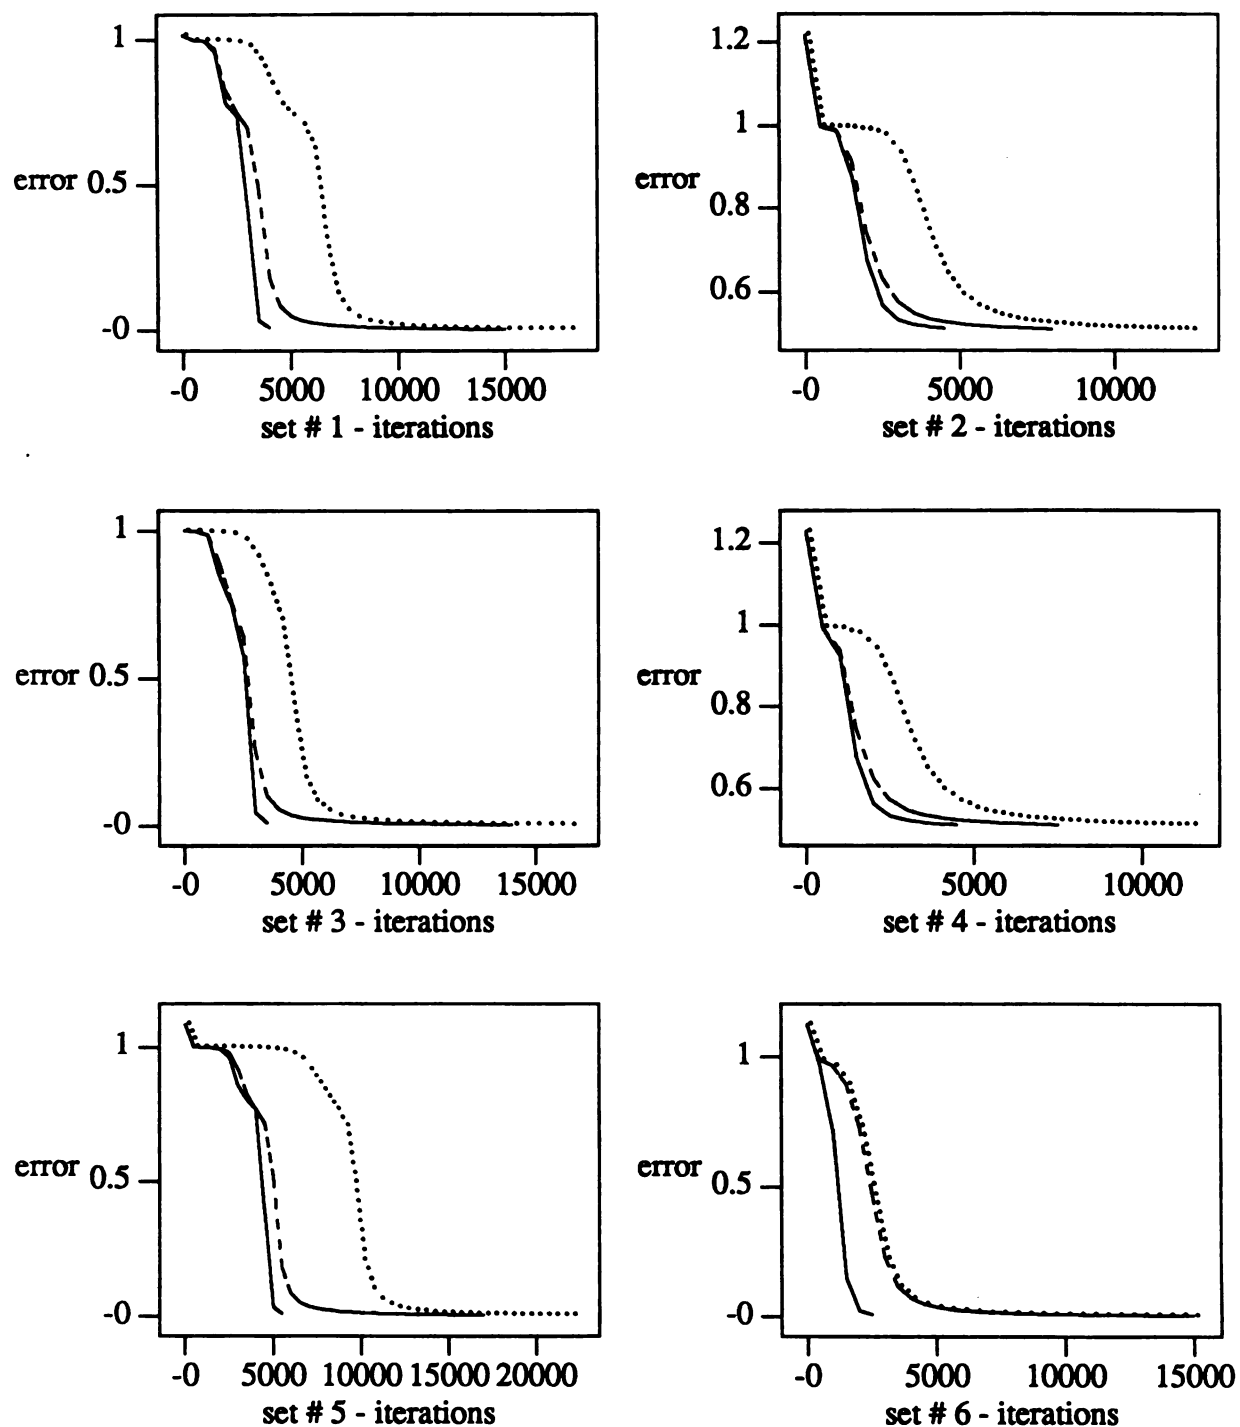 1
error 0.5
-0
-0 5000 10000 15000
set # 1 - iterations
1.2
1
error
0.8
0.6
-0 5000 10000
set # 2 - iterations
1
error 0.5
-0
-0 5000 10000 15000
set # 3 - iterations
1.2
1
error
0.8
0.6
-0 5000 10000
set # 4 - iterations
1
error 0.5
-0
-0 5000 10000 15000 20000
set # 5 - iterations
1
error 0.5
-0
-0 5000 10000 15000
set # 6 - iterations